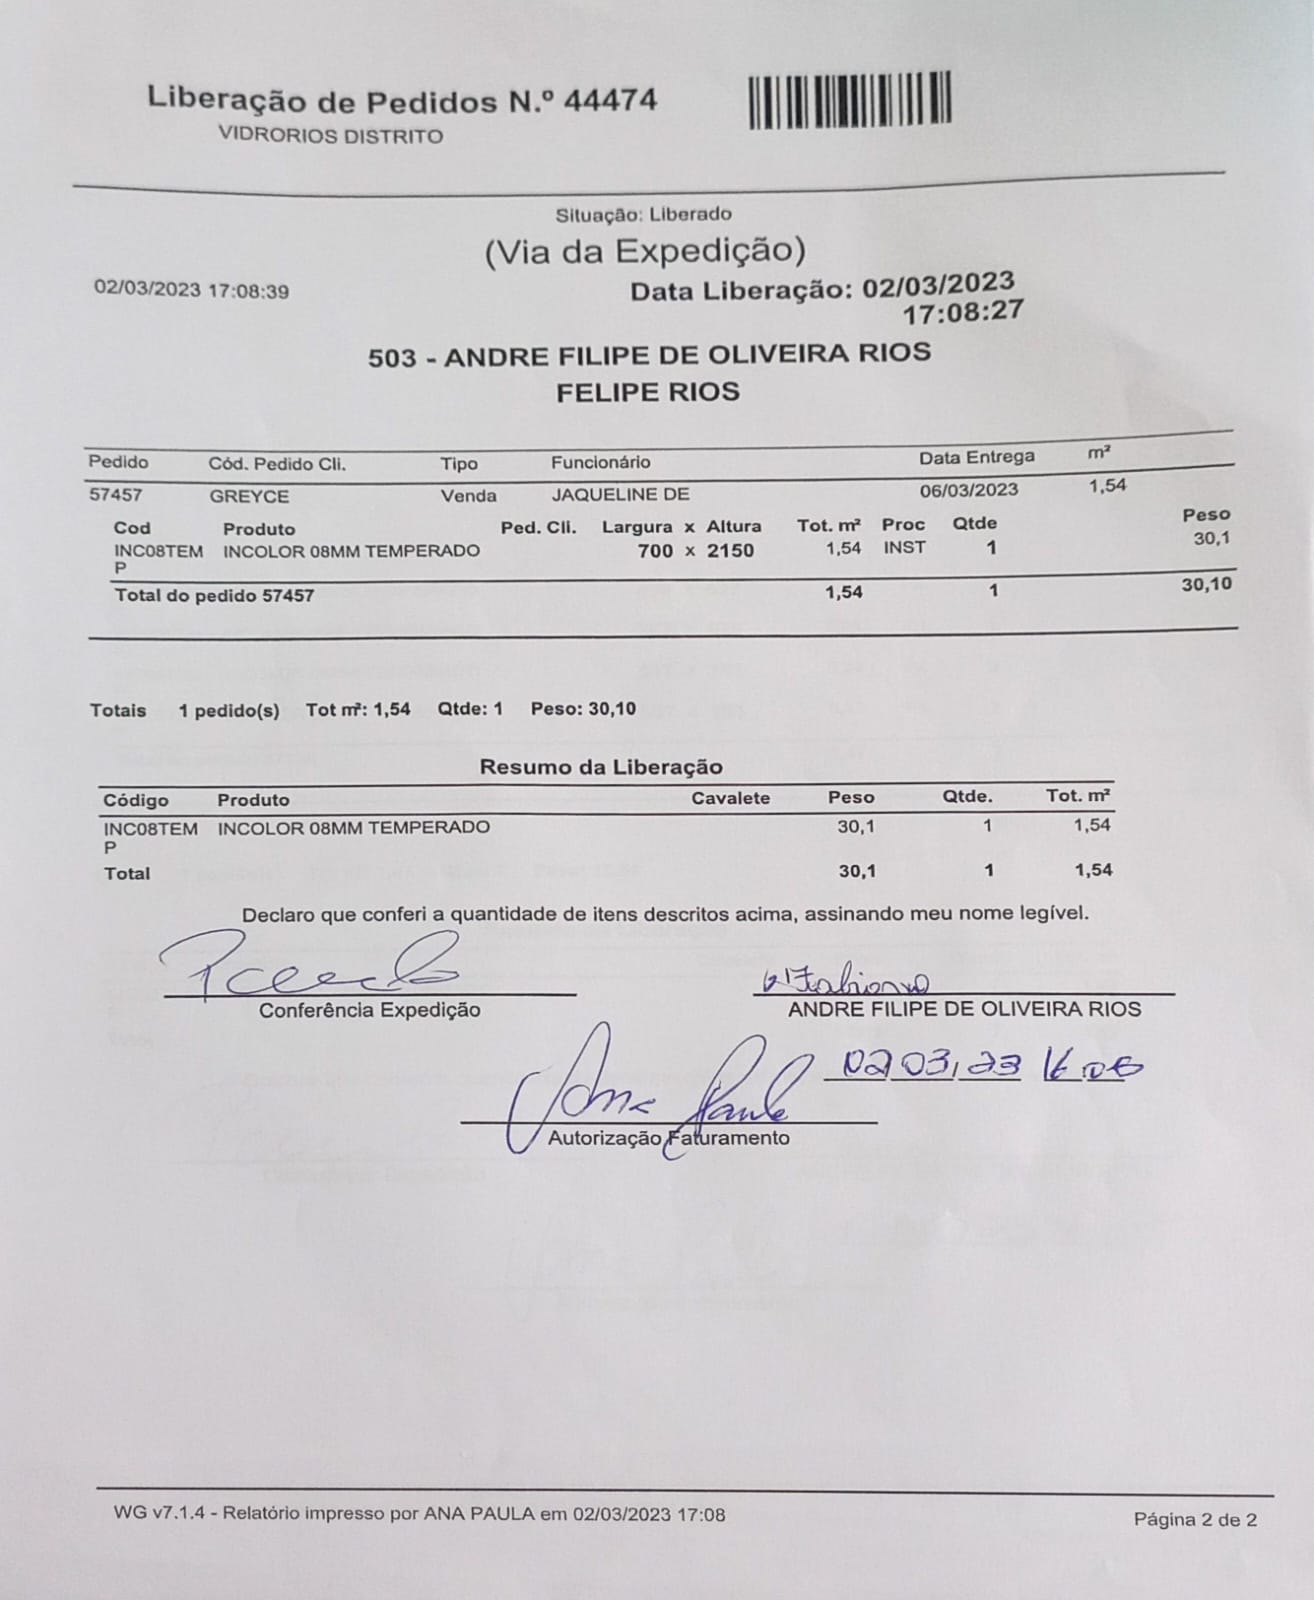 Liberação de Pedidos N.º 44474
VIDRORIOS DISTRITO
Situação: Liberado
(Via da Expedição)
02/03/2023 17:08:39
Data Liberação: 02/03/2023
17:08:27
503 - ANDRE FILIPE DE OLIVEIRA RIOS
FELIPE RIOS
Pedido Cód. Pedido Cli. Tipo Funcionário Data Entrega m²
57457 GREYCE Venda JAQUELINE DE 06/03/2023 1,54
Cod Produto Ped. Cli. Largura x Altura Tot. m² Proc Qtde Peso
INC08TEM INCOLOR 08MM TEMPERADO 700 x 2150 1,54 INST 1 30,1
P
Total do pedido 57457 1,54 1 30,10
Totais 1 pedido(s) Tot m²: 1,54 Qtde: 1 Peso: 30,10
Resumo da Liberação
Código Produto Cavalete Peso Qtde. Tot. m²
INC08TEM INCOLOR 08MM TEMPERADO 30,1 1 1,54
P
Total 30,1 1 1,54
Declaro que conferi a quantidade de itens descritos acima, assinando meu nome legível.
Fabiano
Conferência Expedição ANDRE FILIPE DE OLIVEIRA RIOS
02 03, 23
Ana Paula
Autorização Faturamento
WG v7.1.4 - Relatório impresso por ANA PAULA em 02/03/2023 17:08
Página 2 de 2